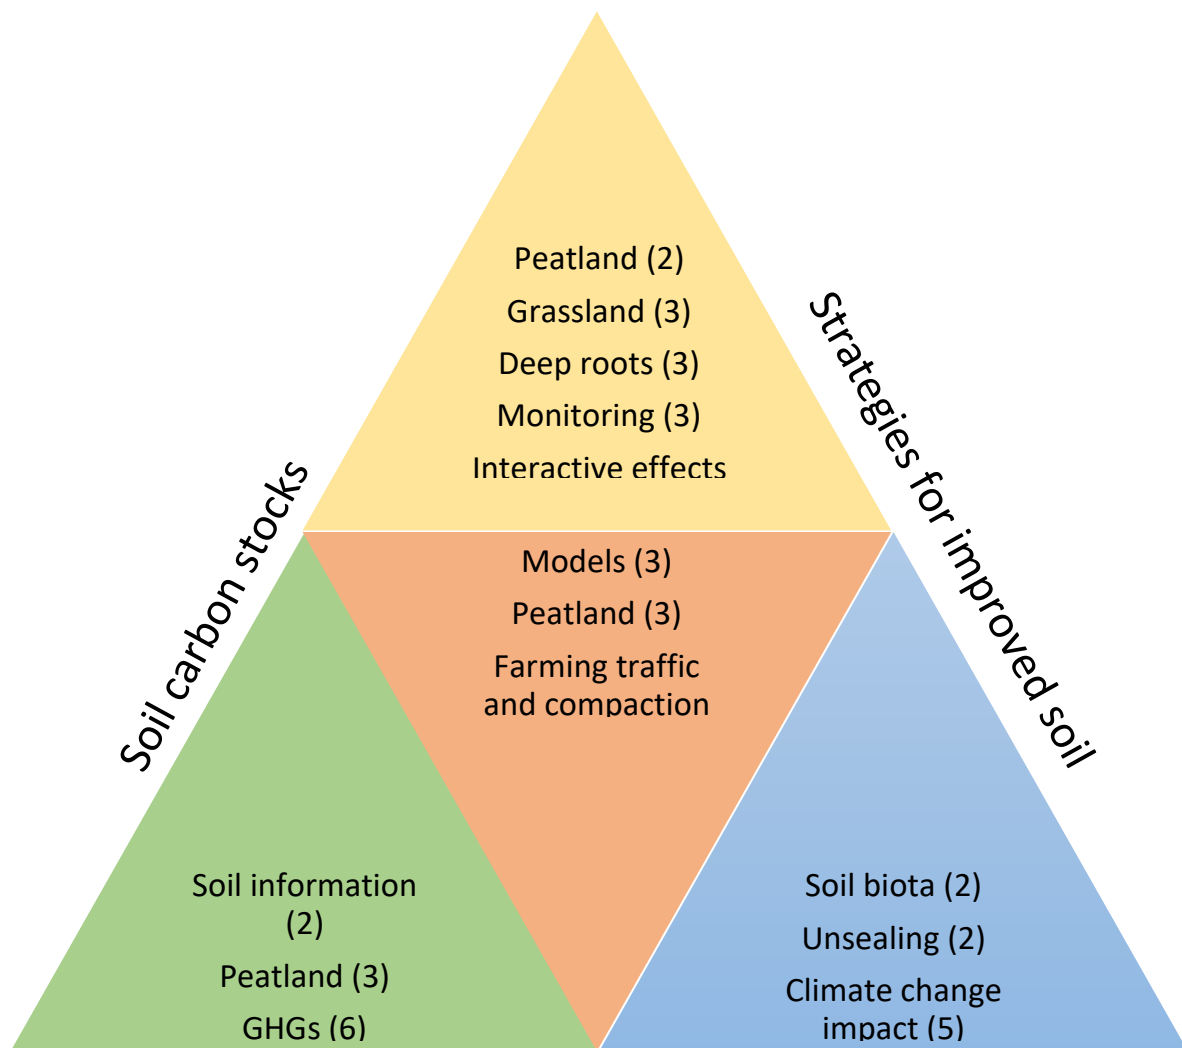 Peatland (2)
Grassland (3)
Deep roots (3)
Monitoring (3)
Interactive effects
Soil carbon stocks
Strategies for improved soil
Models (3)
Peatland (3)
Farming traffic
and compaction
Soil information
(2)
Peatland (3)
GHGs (6)
Soil biota (2)
Unsealing (2)
Climate change
impact (5)